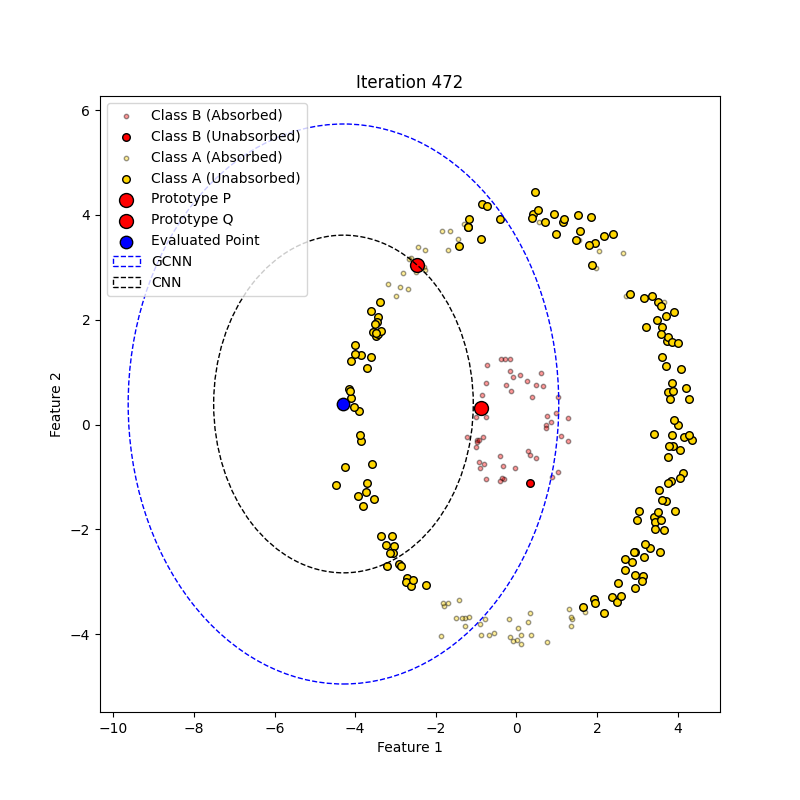 Iteration 472
Class B (Absorbed)
Class B (Unabsorbed)
Class A (Absorbed)
Class A (Unabsorbed)
Prototype P
Prototype Q
Evaluated Point
GCNN
CNN
6
4
2
0
−2
−4
Feature 2
−10
−8
−6
−4
−2
0
2
4
Feature 1